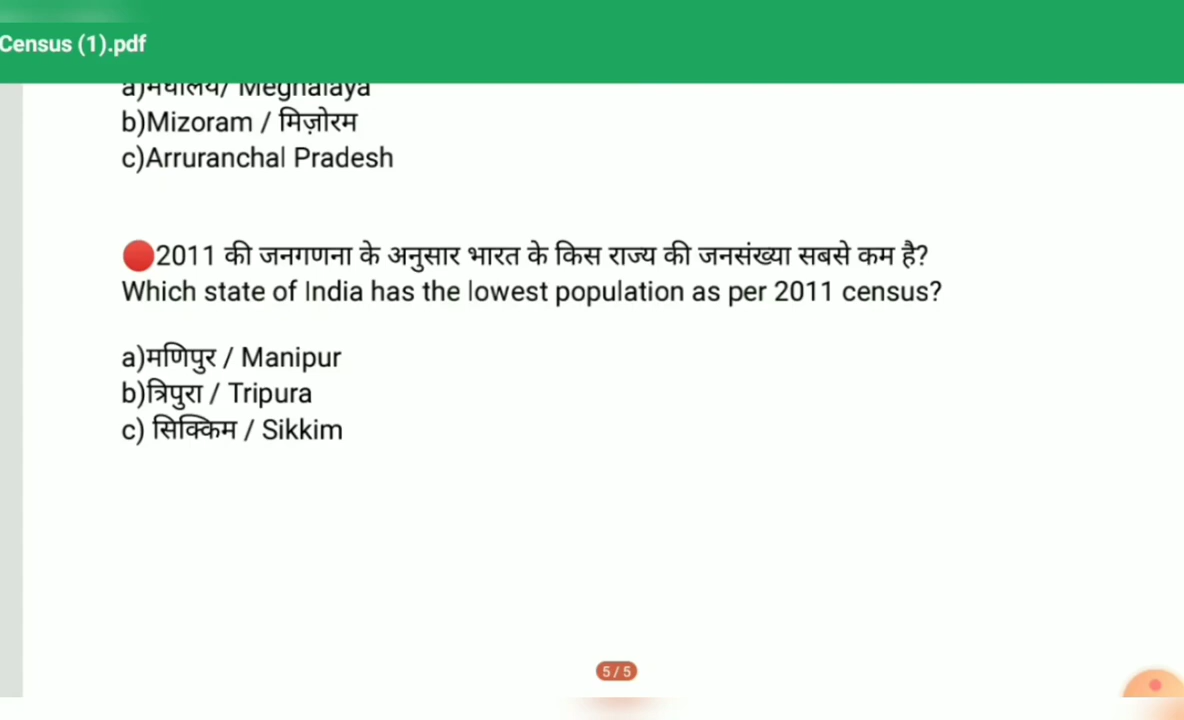 Census (1).pdf
a)मेघालय/ Meghalaya
b)Mizoram / मिज़ोरम
c)Arruranchal Pradesh
2011 की जनगणना के अनुसार भारत के किस राज्य की जनसंख्या सबसे कम है?
Which state of India has the lowest population as per 2011 census?
a)मणिपुर / Manipur
b)त्रिपुरा / Tripura
c) सिक्किम / Sikkim
5 / 5